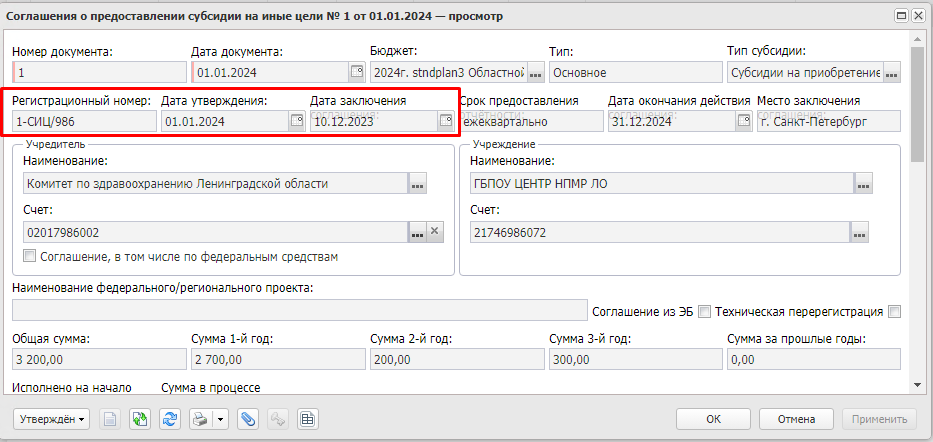 Соглашения о предоставлении субсидии на иные цели № 1 от 01.01.2024 — просмотр
Номер документа: Дата документа: Бюджет: Тип: Тип субсидии:
1 01.01.2024 2024г. stndplan3 Областной ... Основное Субсидии на приобретение ...
Регистрационный номер: Дата утверждения: Дата заключения Срок предоставления Дата окончания действия Место заключения
соглашения: отчетности: соглашения: соглашения:
1-СИЦ/986 01.01.2024 10.12.2023 ежеквартально 31.12.2024 г. Санкт-Петербург
Учредитель Учреждение
Наименование: Наименование:
Комитет по здравоохранению Ленинградской области ... ГБПОУ ЦЕНТР НПМР ЛО ...
Счет: Счет:
02017986002 ... × 21746986072 ...
Соглашение, в том числе по федеральным средствам
Наименование федерального/регионального проекта:
Соглашение из ЭБ Техническая перерегистрация
Общая сумма: Сумма 1-й год: Сумма 2-й год: Сумма 3-й год: Сумма за прошлые годы:
3 200,00 2 700,00 200,00 300,00 0,00
Исполнено на начало Сумма в процессе
Утверждён ОК Отмена Применить